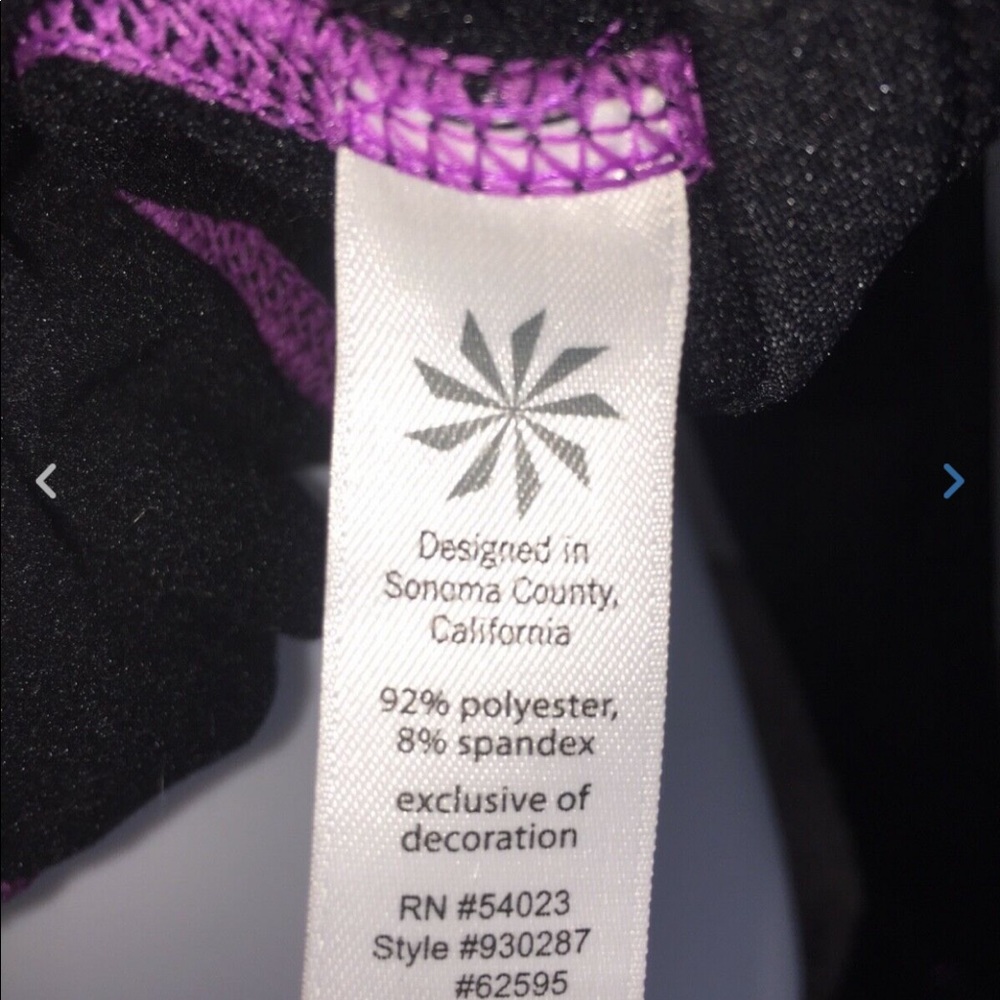 Designed in
Sonoma County,
California
92% polyester,
8% spandex
exclusive of
decoration
RN #54023
Style #930287
#62595